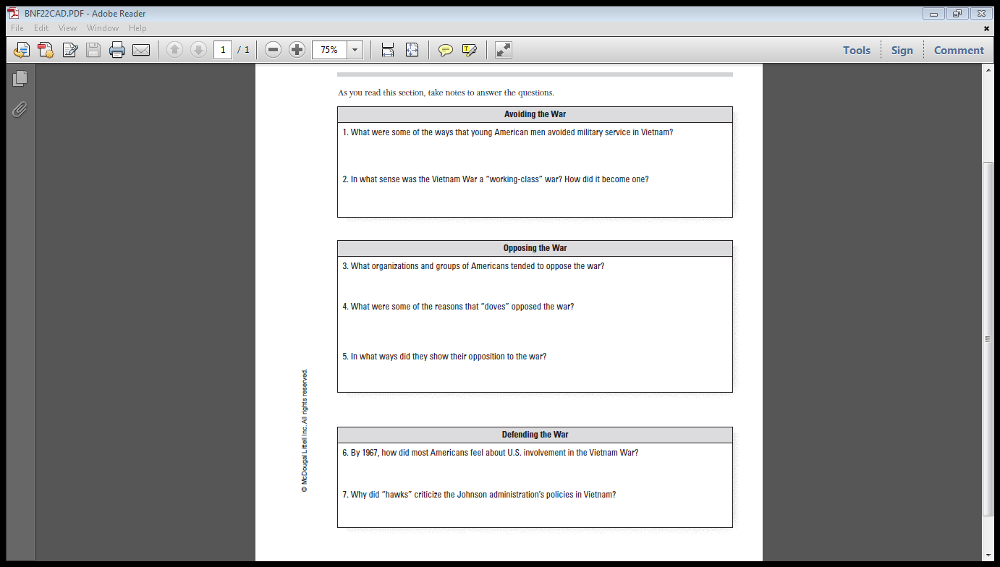 BNF22CAD.PDF - Adobe Reader
File Edit View Window Help
1 / 1 75% Tools Sign Comment
As you read this section, take notes to answer the questions.
Avoiding the War
1. What were some of the ways that young American men avoided military service in Vietnam?
2. In what sense was the Vietnam War a “working-class” war? How did it become one?
Opposing the War
3. What organizations and groups of Americans tended to oppose the war?
4. What were some of the reasons that “doves” opposed the war?
5. In what ways did they show their opposition to the war?
© McDougal Littell Inc. All rights reserved.
Defending the War
6. By 1967, how did most Americans feel about U.S. involvement in the Vietnam War?
7. Why did “hawks” criticize the Johnson administration’s policies in Vietnam?